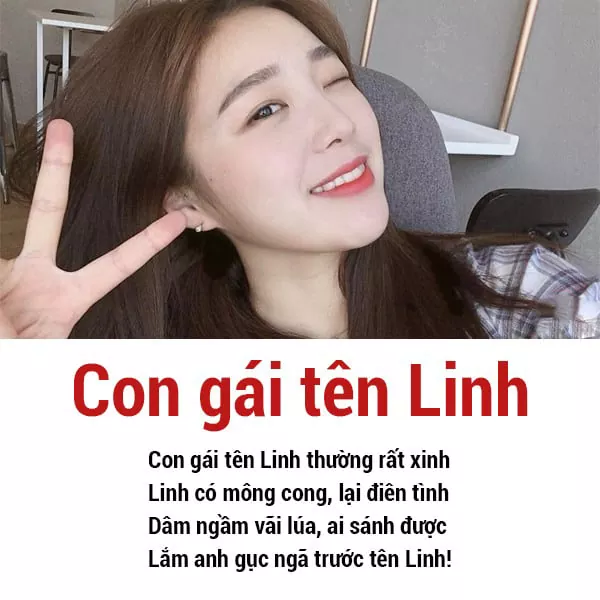 Con gái tên Linh
Con gái tên Linh thường rất xinh
Linh có mông cong, lại điên tình
Dâm ngầm vãi lúa, ai sánh được
Lắm anh gục ngã trước tên Linh!